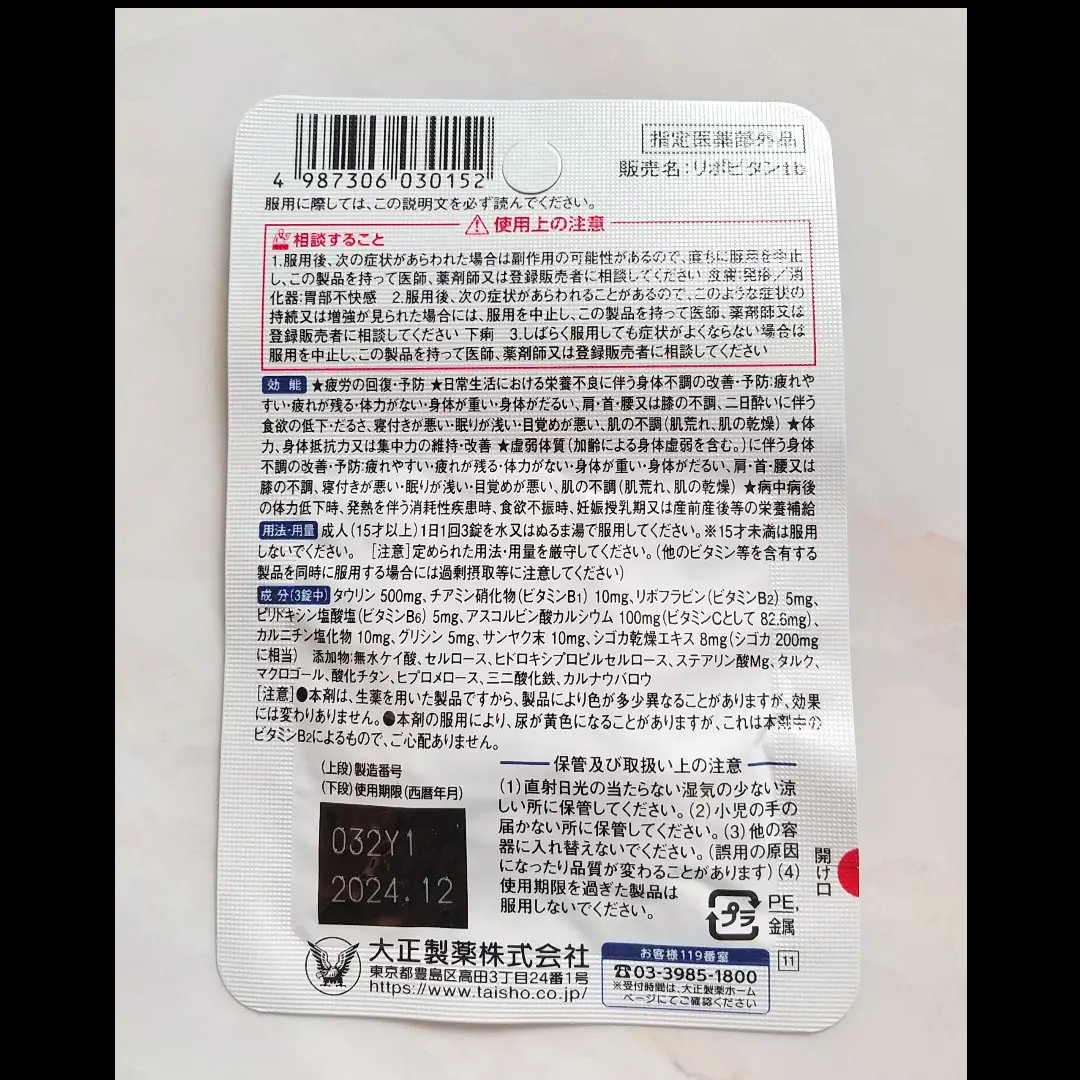 4 987306 030152
指定医薬部外品
販売名:リポビタンtb
服用に際しては、この説明文を必ず読んでください。
⚠使用上の注意
相談すること
1.服用後、次の症状があらわれた場合は副作用の可能性があるので、直ちに服用を中止
し、この製品を持って医師、薬剤師又は登録販売者に相談してください 皮膚:発疹/消
化器:胃部不快感 2.服用後、次の症状があらわれることがあるので、このような症状の
持続又は増強が見られた場合には、服用を中止し、この製品を持って医師、薬剤師又は
登録販売者に相談してください 下痢 3.しばらく服用しても症状がよくならない場合は
服用を中止し、この製品を持って医師、薬剤師又は登録販売者に相談してください
効能 ★疲労の回復・予防 ★日常生活における栄養不良に伴う身体不調の改善・予防:疲れや
すい・疲れが残る・体力がない・身体が重い・身体がだるい、肩・首・腰又は膝の不調、二日酔いに伴う
食欲の低下・だるさ、寝付きが悪い・眠りが浅い・目覚めが悪い、肌の不調(肌荒れ、肌の乾燥) ★体
力、身体抵抗力又は集中力の維持・改善 ★虚弱体質(加齢による身体虚弱を含む。)に伴う身体
不調の改善・予防:疲れやすい・疲れが残る・体力がない・身体が重い・身体がだるい、肩・首・腰又は
膝の不調、寝付きが悪い・眠りが浅い・目覚めが悪い、肌の不調(肌荒れ、肌の乾燥) ★病中病後
の体力低下時、発熱を伴う消耗性疾患時、食欲不振時、妊娠授乳期又は産前産後等の栄養補給
用法・用量 成人(15才以上)1日1回3錠を水又はぬるま湯で服用してください。※15才未満は服用
しないでください。 [注意]定められた用法・用量を厳守してください。(他のビタミン等を含有する
製品を同時に服用する場合には過剰摂取等に注意してください)
成分(3錠中) タウリン 500mg、チアミン硝化物(ビタミンB1) 10mg、リボフラビン(ビタミンB2) 5mg、
ピリドキシン塩酸塩(ビタミンB6) 5mg、アスコルビン酸カルシウム 100mg(ビタミンCとして 82.6mg)、
カルニチン塩化物 10mg、グリシン 5mg、サンヤク末 10mg、シゴカ乾燥エキス 8mg(シゴカ 200mg
に相当) 添加物:無水ケイ酸、セルロース、ヒドロキシプロピルセルロース、ステアリン酸Mg、タルク、
マクロゴール、酸化チタン、ヒプロメロース、三二酸化鉄、カルナウバロウ
[注意]●本剤は、生薬を用いた製品ですから、製品により色が多少異なることがありますが、効果
には変わりありません。●本剤の服用により、尿が黄色になることがありますが、これは本剤中の
ビタミンB2によるもので、ご心配ありません。
(上段)製造番号
(下段)使用期限(西暦年月)
032Y1
2024.12
保管及び取扱い上の注意
(1)直射日光の当たらない湿気の少ない涼
しい所に保管してください。(2)小児の手の
届かない所に保管してください。(3)他の容
器に入れ替えないでください。(誤用の原因
になったり品質が変わることがあります)(4)
使用期限を過ぎた製品は
服用しないでください。
開け口
プラ
PE,
金属
大正製薬株式会社
東京都豊島区高田3丁目24番1号
https://www.taisho.co.jp/
お客様119番室
☎03-3985-1800
※受付時間は、大正製薬ホーム
ページにてご確認ください
11